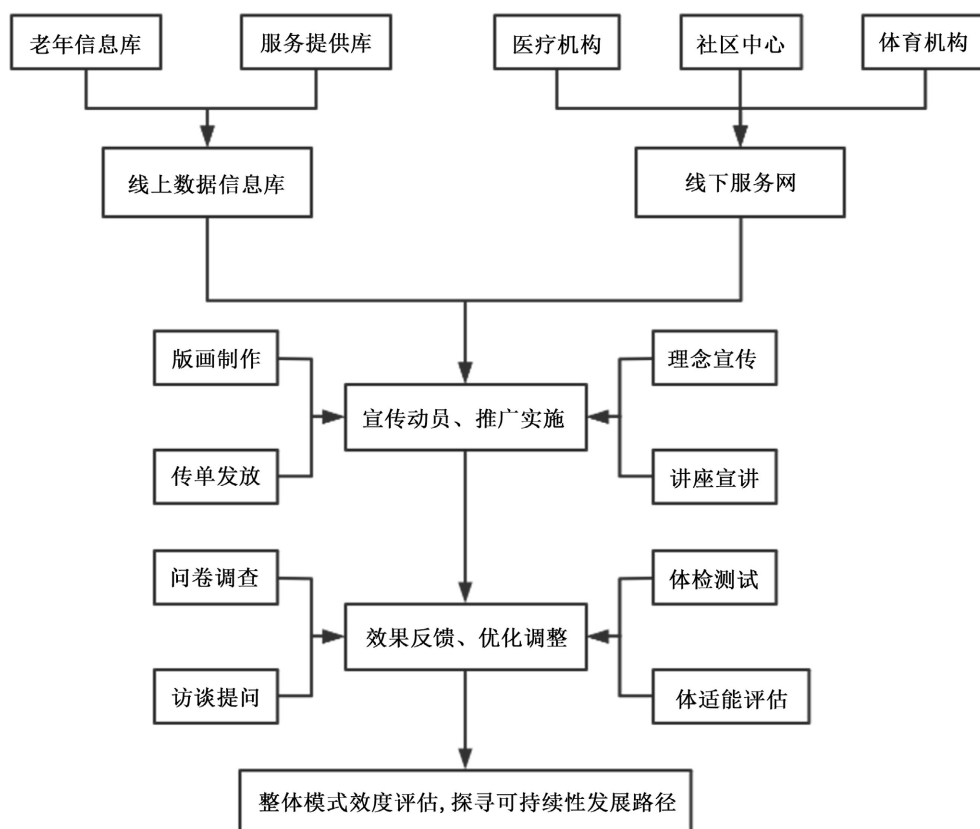 老年信息库
服务提供库
医疗机构
社区中心
体育机构
线上数据信息库
线下服务网
版画制作
理念宣传
宣传动员、推广实施
传单发放
讲座宣讲
问卷调查
体检测试
效果反馈、优化调整
访谈提问
体适能评估
整体模式效度评估,探寻可持续性发展路径